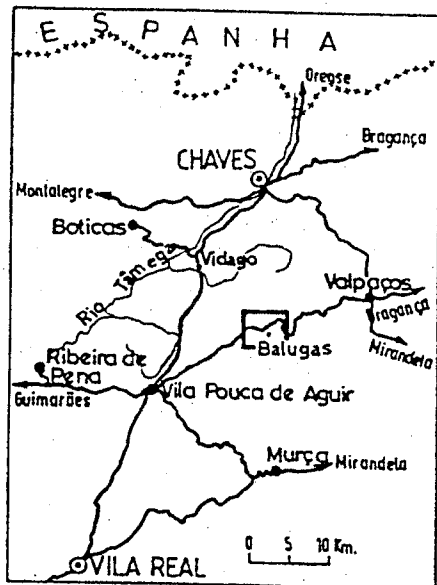 ESPANHA
Orense
Bragança
CHAVES
Montalegre
Boticas
Vidago
Rio Tâmega
Valpaços
Bragança
Mirandela
Balugas
Ribeira de
Pena
Guimarães
Vila Pouca de Aguir
Murça
Mirandela
VILA REAL
0 5 10 Km.